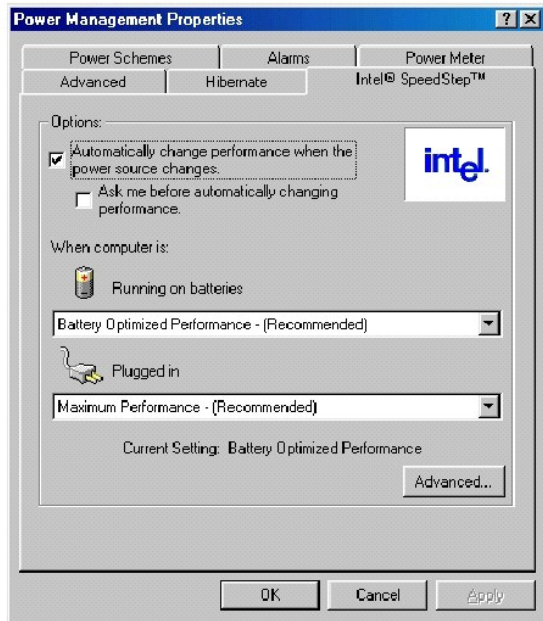 Power Management Properties
Power Schemes Alarms Power Meter
Advanced Hibernate Intel® SpeedStep™
Options:
Automatically change performance when the
power source changes.
intel.
Ask me before automatically changing
performance.
When computer is:
Running on batteries
Battery Optimized Performance - (Recommended)
Plugged in
Maximum Performance - (Recommended)
Current Setting: Battery Optimized Performance
Advanced...
OK Cancel Apply